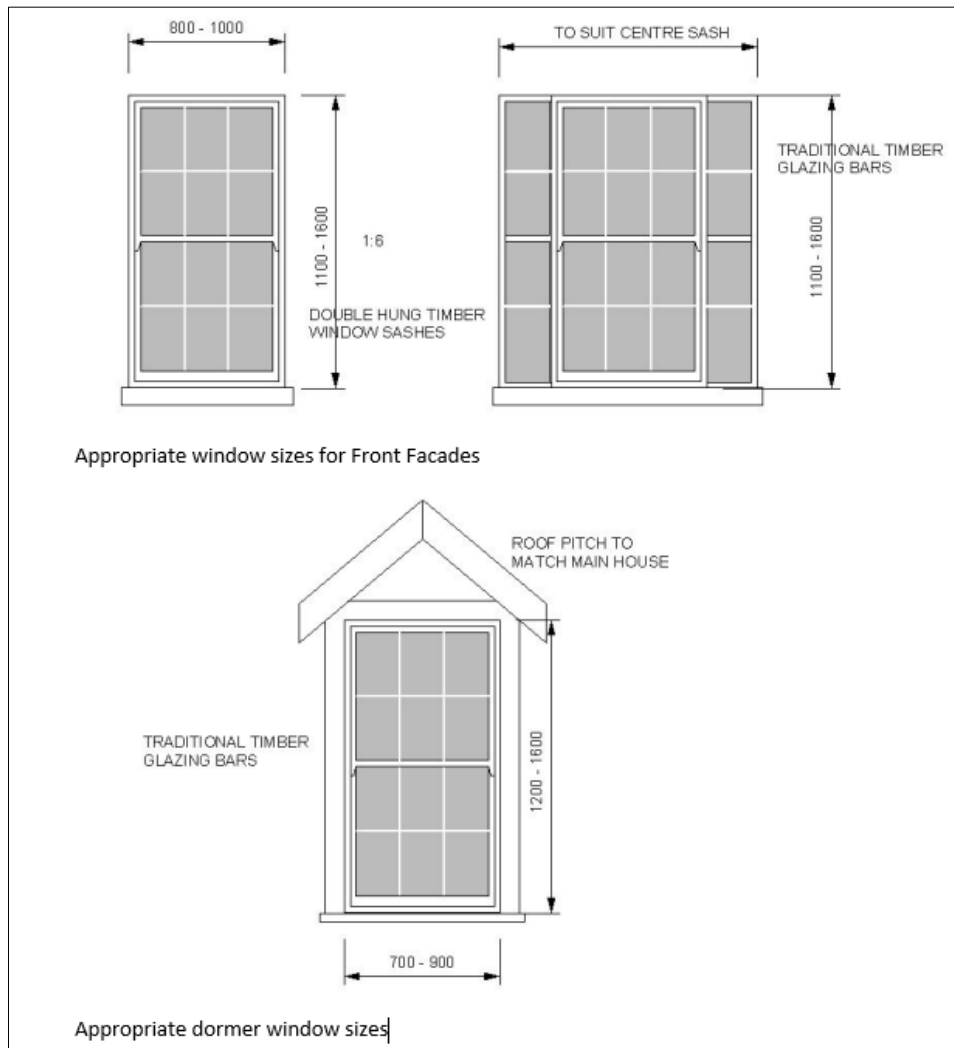 800 - 1000
TO SUIT CENTRE SASH
TRADITIONAL TIMBER
GLAZING BARS
1100 - 1600
1:6
1100 - 1600
DOUBLE HUNG TIMBER
WINDOW SASHES
Appropriate window sizes for Front Facades
ROOF PITCH TO
MATCH MAIN HOUSE
TRADITIONAL TIMBER
GLAZING BARS
1200 - 1600
700 - 900
Appropriate dormer window sizes